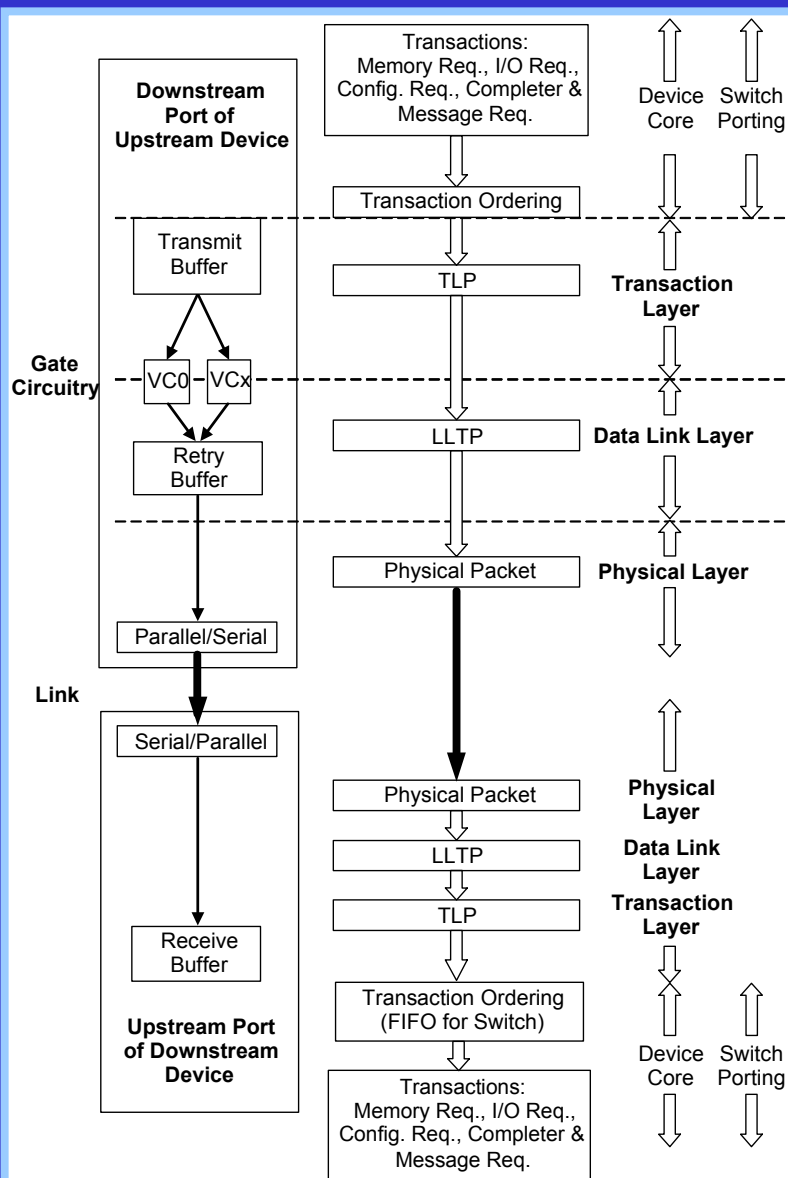 Transactions:
Memory Req., I/O Req.,
Config. Req., Completer &
Message Req.
Device
Core
Switch
Porting
Downstream
Port of
Upstream Device
Transaction Ordering
Transmit
Buffer
TLP
Transaction
Layer
Gate
Circuitry
VC0
VCx
LLTP
Data Link Layer
Retry
Buffer
Physical Packet
Physical Layer
Parallel/Serial
Link
Serial/Parallel
Physical Packet
Physical
Layer
LLTP
Data Link
Layer
TLP
Transaction
Layer
Receive
Buffer
Transaction Ordering
(FIFO for Switch)
Upstream Port
of Downstream
Device
Device
Core
Switch
Porting
Transactions:
Memory Req., I/O Req.,
Config. Req., Completer &
Message Req.